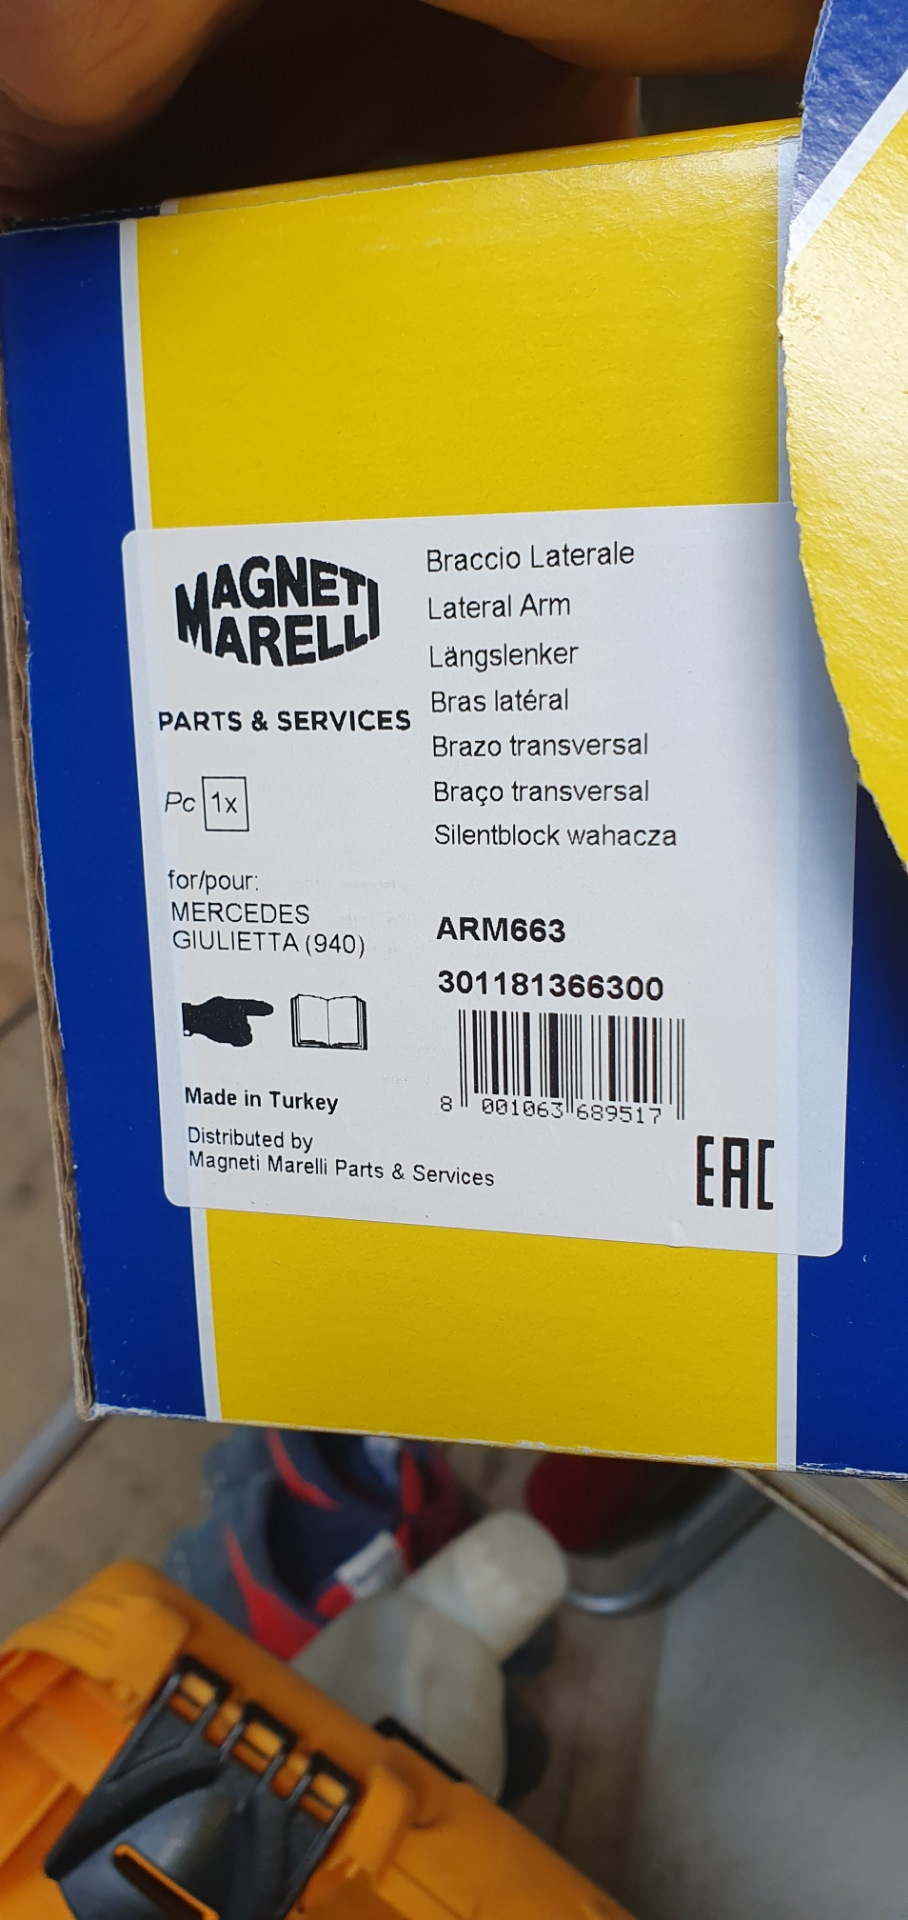 MAGNETI
MARELLI
PARTS & SERVICES
Pc 1x
for/pour:
MERCEDES
GIULIETTA (940)
Made in Turkey
Distributed by
Magneti Marelli Parts & Services
Braccio Laterale
Lateral Arm
Längslenker
Bras latéral
Brazo transversal
Braço transversal
Silentblock wahacza
ARM663
301181366300
8 001063 689517
EAC